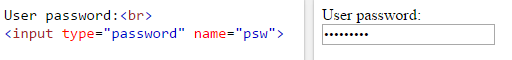 User password:<br>
<input type="password" name="psw">
User password:
•••••••••